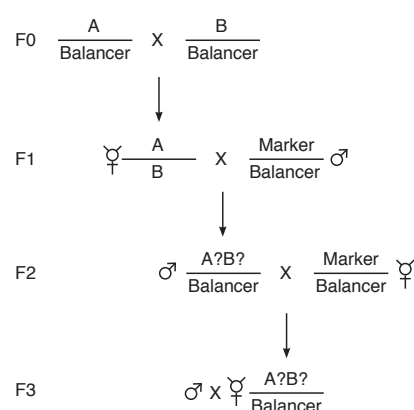 F0 A/Balancer X B/Balancer
F1 A/B X Marker/Balancer ♂
F2 ♂ A?B?/Balancer X Marker/Balancer
F3 ♂ X A?B?/Balancer